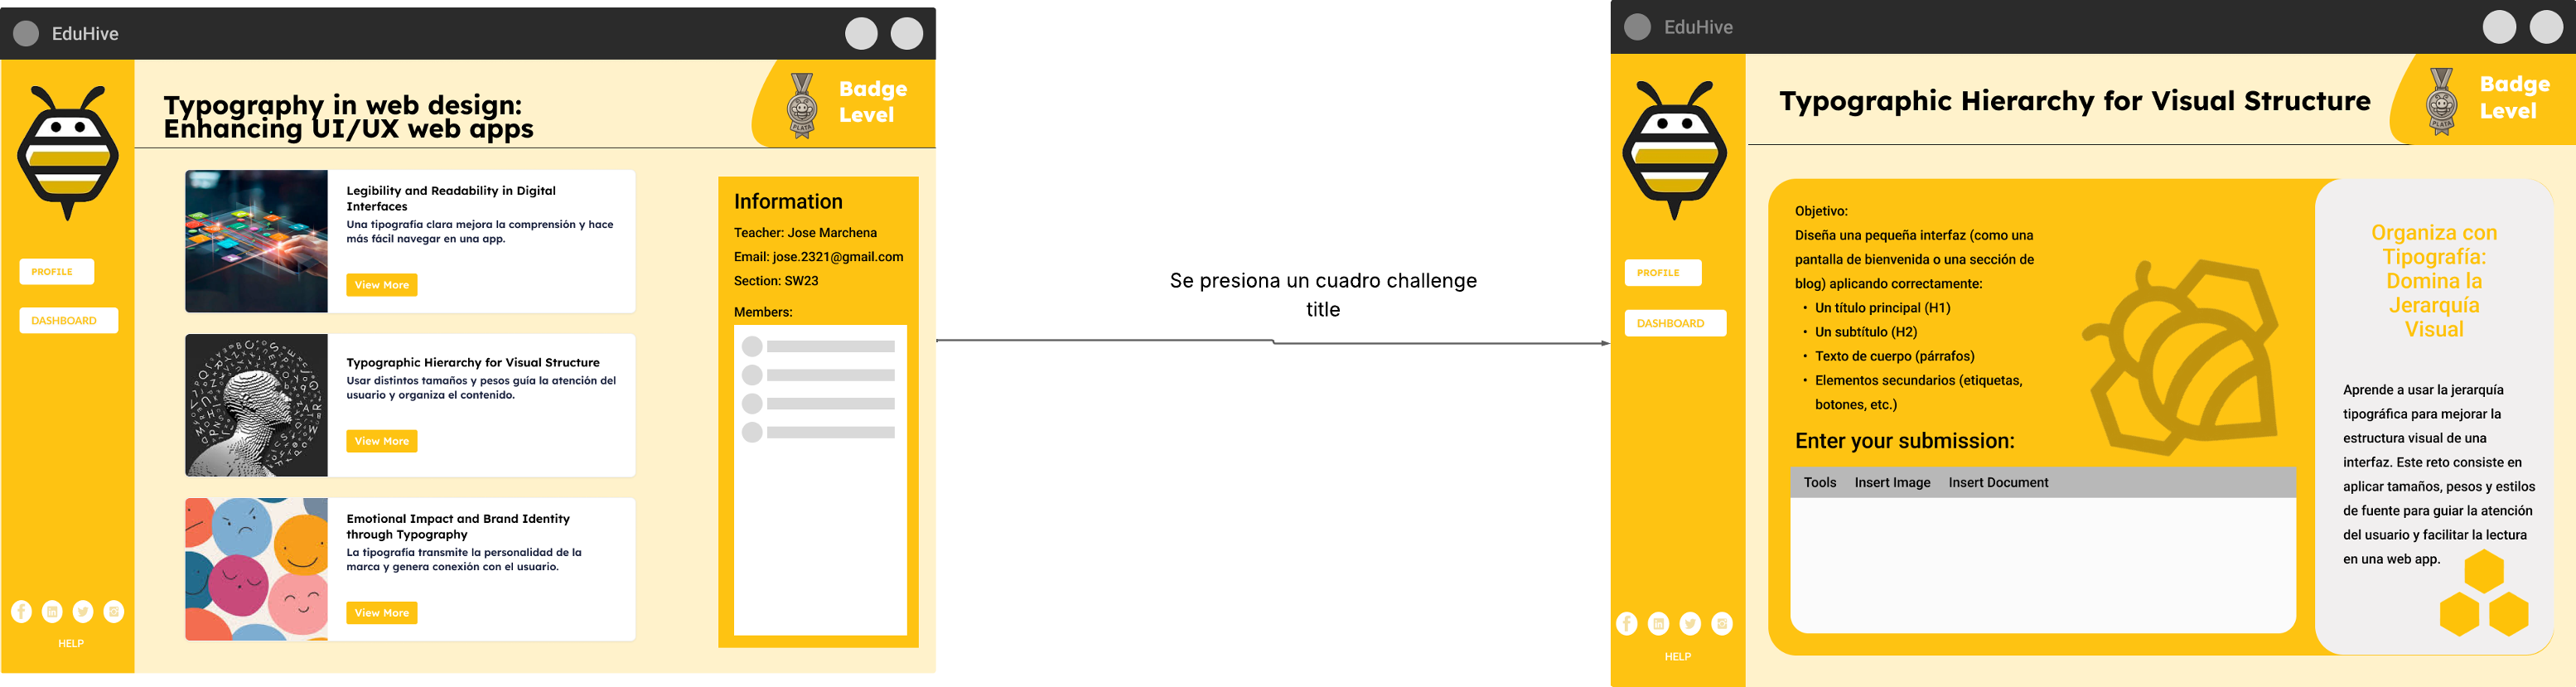 EduHive
Typography in web design:
Enhancing UI/UX web apps
PLATA
Badge
Level
PROFILE
DASHBOARD
HELP
Legibility and Readability in Digital
Interfaces
Una tipografía clara mejora la comprensión y hace
más fácil navegar en una app.
View More
Typographic Hierarchy for Visual Structure
Usar distintos tamaños y pesos guía la atención del
usuario y organiza el contenido.
View More
Emotional Impact and Brand Identity
through Typography
La tipografía transmite la personalidad de la
marca y genera conexión con el usuario.
View More
Information
Teacher: Jose Marchena
Email: jose.2321@gmail.com
Section: SW23
Members:
Se presiona un cuadro challenge
title
EduHive
Typographic Hierarchy for Visual Structure
PLATA
Badge
Level
PROFILE
DASHBOARD
HELP
Objetivo:
Diseña una pequeña interfaz (como una
pantalla de bienvenida o una sección de
blog) aplicando correctamente:
• Un título principal (H1)
• Un subtítulo (H2)
• Texto de cuerpo (párrafos)
• Elementos secundarios (etiquetas,
botones, etc.)
Enter your submission:
Tools Insert Image Insert Document
Organiza con
Tipografía:
Domina la
Jerarquía
Visual
Aprende a usar la jerarquía
tipográfica para mejorar la
estructura visual de una
interfaz. Este reto consiste en
aplicar tamaños, pesos y estilos
de fuente para guiar la atención
del usuario y facilitar la lectura
en una web app.